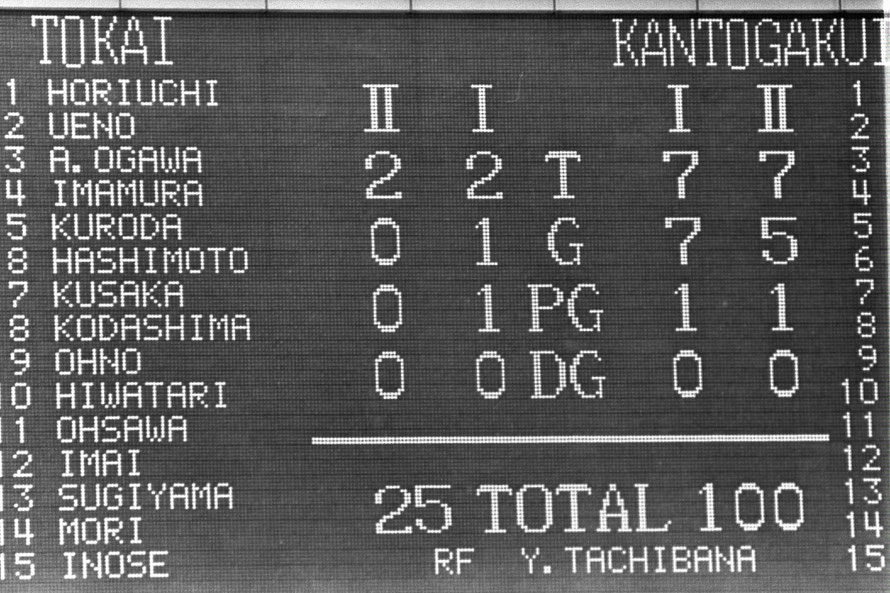 TOKAI KANTOGAKUI
1 HORIUCHI II I I II 1
2 UENO 2
3 A. OGAWA 2 2 T 7 7 3
4 IMAMURA 4
5 KURODA 0 1 G 7 5 5
8 HASHIMOTO 6
7 KUSAKA 0 1 PG 1 1 7
8 KODASHIMA 8
9 OHNO 0 0 DG 0 0 9
10 HIWATARI 10
11 OHSAWA 11
12 IMAI 12
13 SUGIYAMA 25 TOTAL 100 13
14 MORI 14
15 INOSE RF Y. TACHIBANA 15